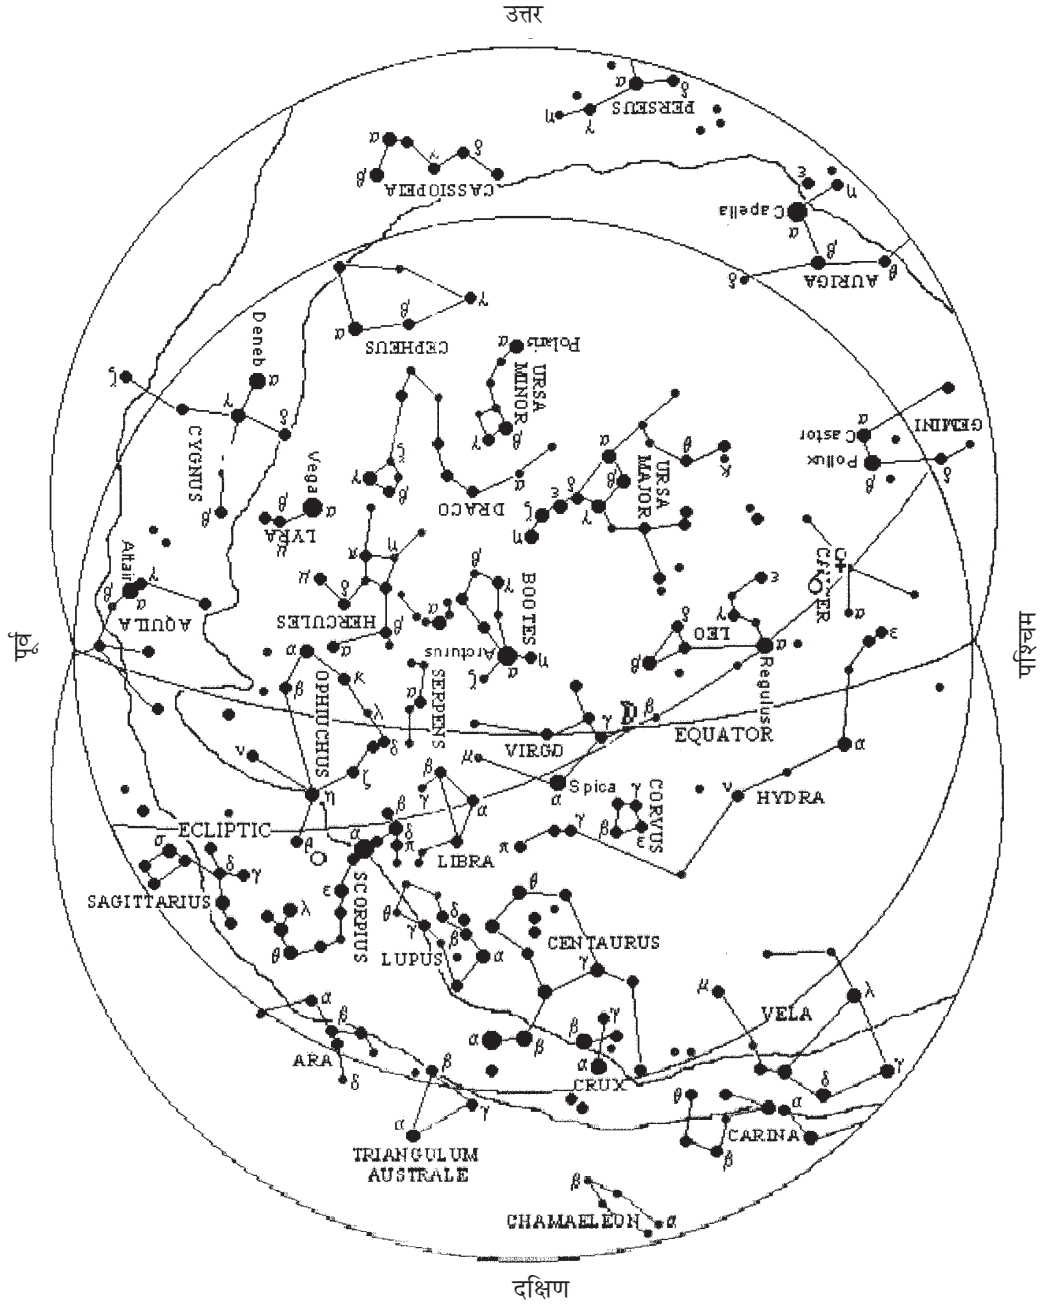 उत्तर
α
δ
PERSEUS
η
γ
α
γ
δ
β
CASSIOPEIA
ε
η
Capella
α
β
θ
δ
AURIGA
γ
β
α
CEPHEUS
Deneb
α
Polaris
α
URSA
MINOR
β
γ
ζ
γ
δ
CYGNUS
β
GEMINI
α
Castor
Pollux
β
δ
α
θ
κ
URSA
MAJOR
β
δ
ε
γ
ζ
η
ζ
γ
β
α
DRACO
Vega
α
β
LYRA
Altair
γ
β
α
AQUILA
π
η
μ
δ
HERCULES
β
α
β
γ
BOOTES
α
Arcturus
α
η
ζ
ε
γ
LEO
δ
β
α
Regulus
α
ε
पूर्व
पश्चिम
α
β
OPHIUCHUS
κ
λ
δ
ζ
ν
η
SERPENS
α
VIRGO
γ
β
D
EQUATOR
μ
Spica
α
α
HYDRA
ν
CORVUS
γ
β
ε
γ
π
β
γ
α
LIBRA
ECLIPTIC
σ
δ
γ
SAGITTARIUS
β
δ
π
α
SCORPIUS
ε
λ
θ
θ
γ
δ
β
α
LUPUS
θ
CENTAURUS
γ
α
β
β
γ
α
CRUX
μ
VELA
λ
γ
δ
α
β
ARA
δ
β
γ
α
TRIANGULUM
AUSTRALE
θ
α
CARINA
β
β
CHAMAELEON
α
दक्षिण